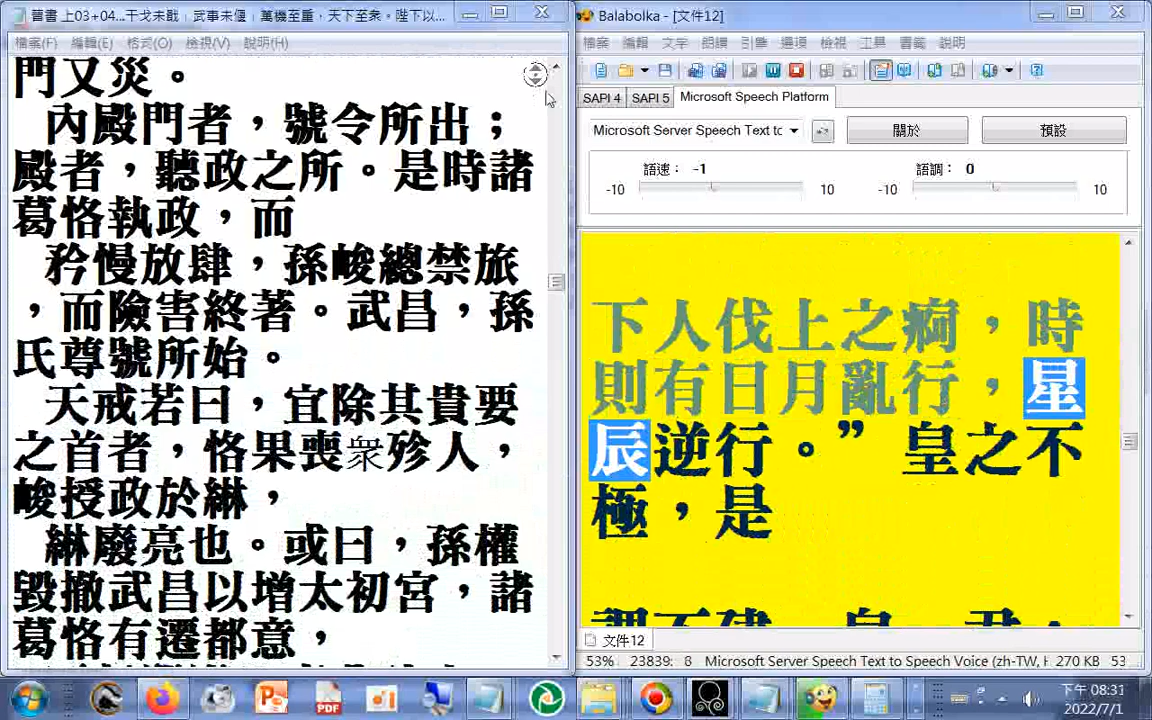 晉書 上03+04...干戈未戢，武事未偃，萬機至重，天下至衆。陛下以...
檔案(F) 編輯(E) 格式(O) 檢視(V) 說明(H)
門又災。
內殿門者，號令所出；
殿者，聽政之所。是時諸
葛恪執政，而
矜慢放肆，孫峻總禁旅
，而險害終著。武昌，孫
氏尊號所始。
天戒若曰，宜除其貴要
之首者，恪果喪衆殄人，
峻授政於綝，
綝廢亮也。或曰，孫權
毀撤武昌以增太初宮，諸
葛恪有遷都意，
Balabolka - [文件12]
檔案 編輯 文字 朗讀 引擎 選項 檢視 工具 書籤 說明
SAPI 4 SAPI 5 Microsoft Speech Platform
Microsoft Server Speech Text to 關於 預設
語速： -1 語調： 0
-10 10 -10 10
下人伐上之痾，時
則有日月亂行，星
辰逆行。” 皇之不
極，是
文件12
53% 23839: 8 Microsoft Server Speech Text to Speech Voice (zh-TW, H 270 KB 53
PDF
下午 08:31
2022/7/1